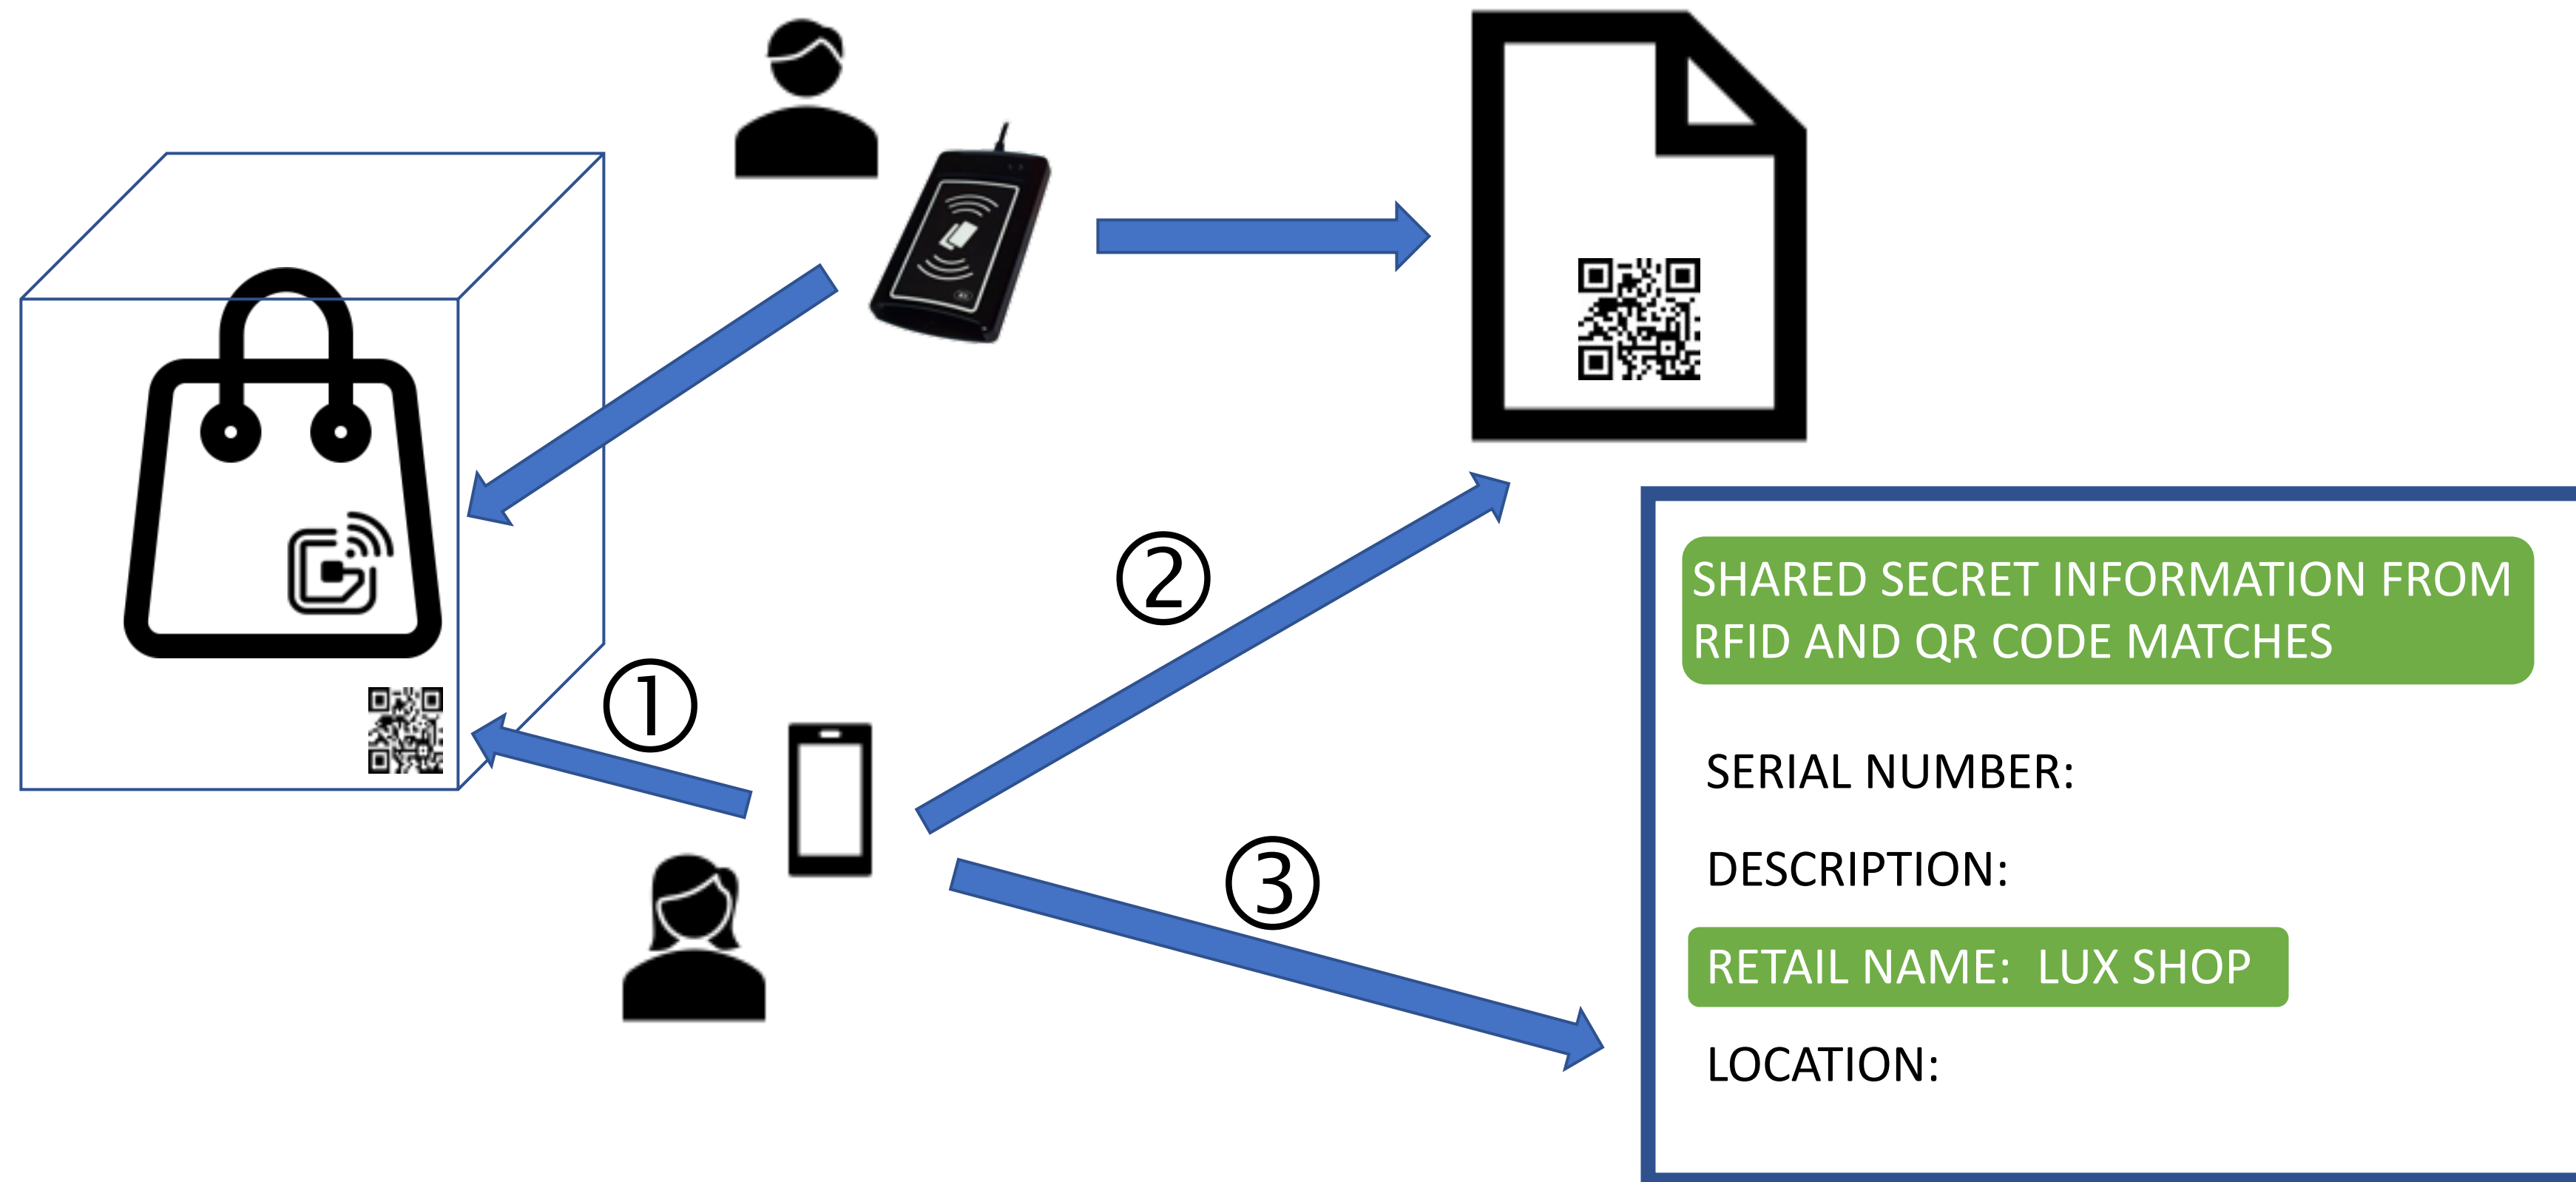 ①
②
③
SHARED SECRET INFORMATION FROM
RFID AND QR CODE MATCHES
SERIAL NUMBER:
DESCRIPTION:
RETAIL NAME: LUX SHOP
LOCATION: